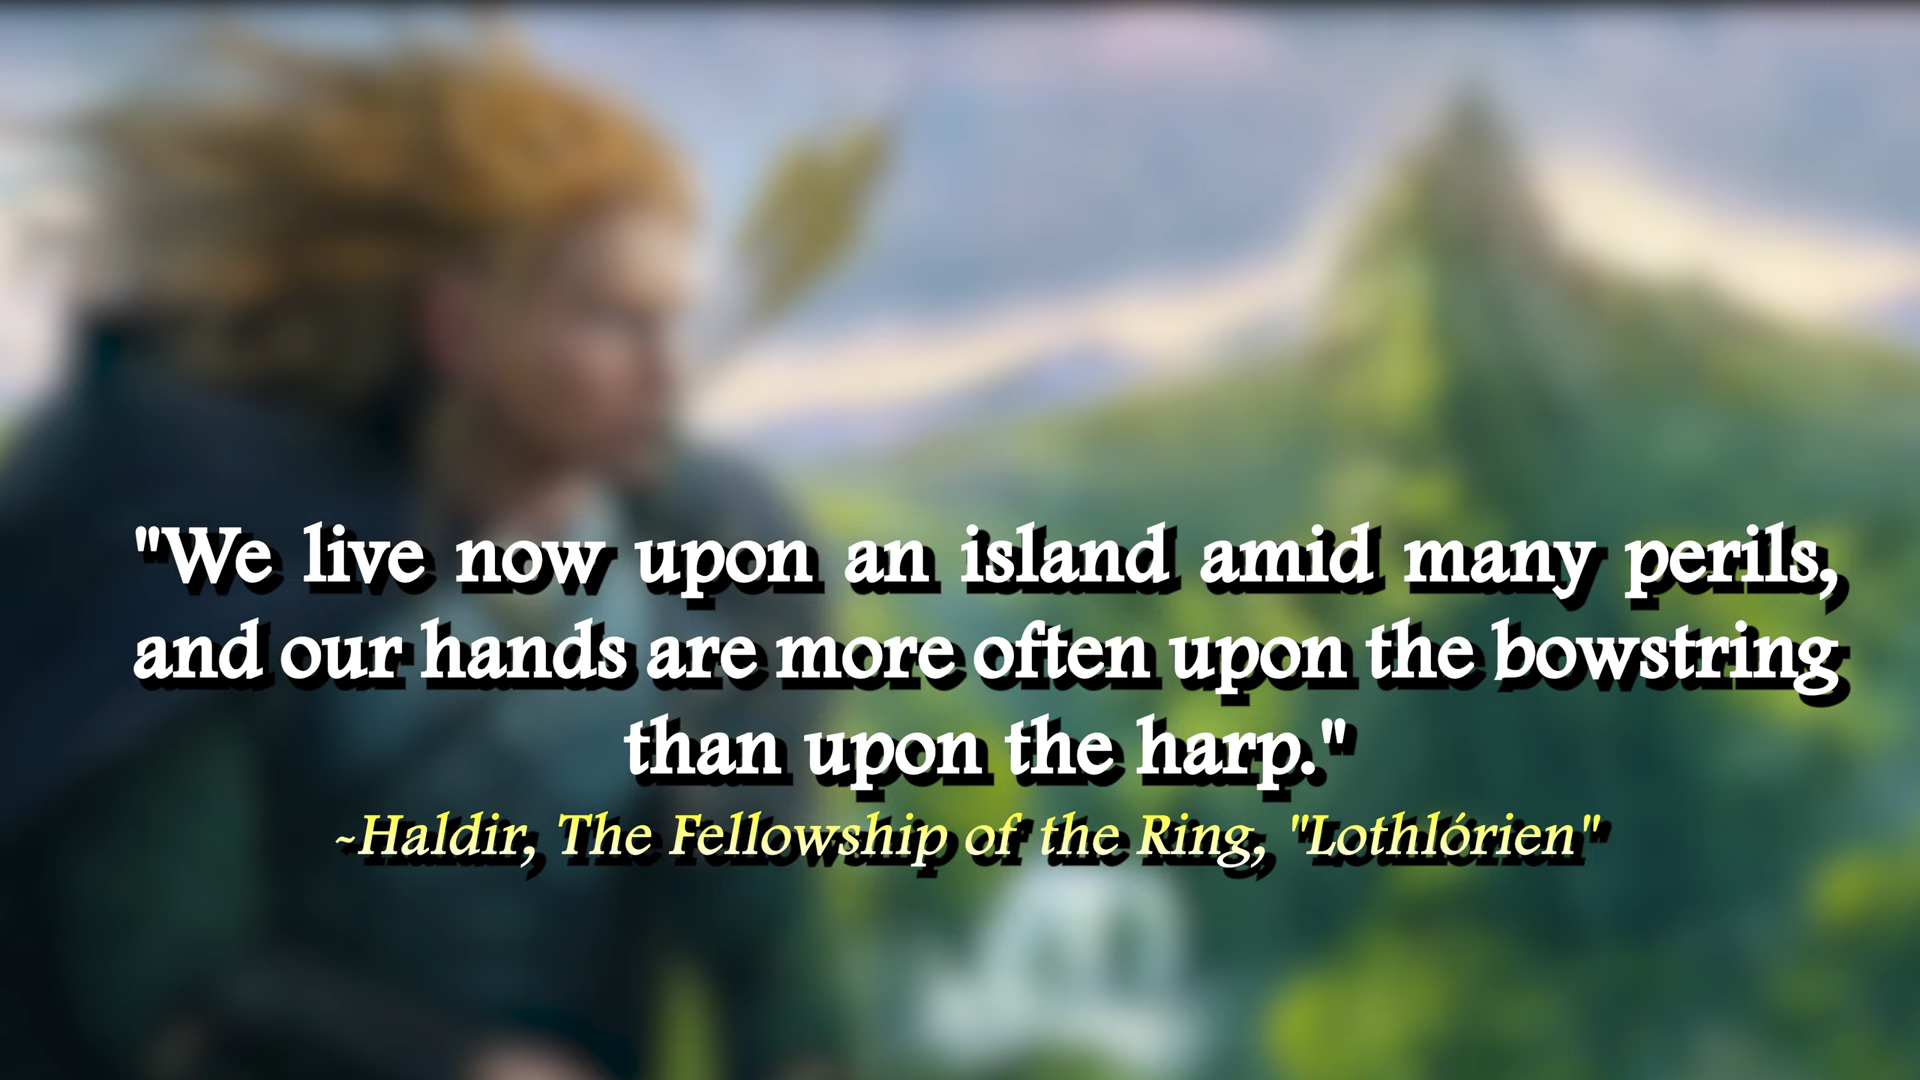 "We live now upon an island amid many perils,
and our hands are more often upon the bowstring
than upon the harp."
~Haldir, The Fellowship of the Ring, "Lothlórien"